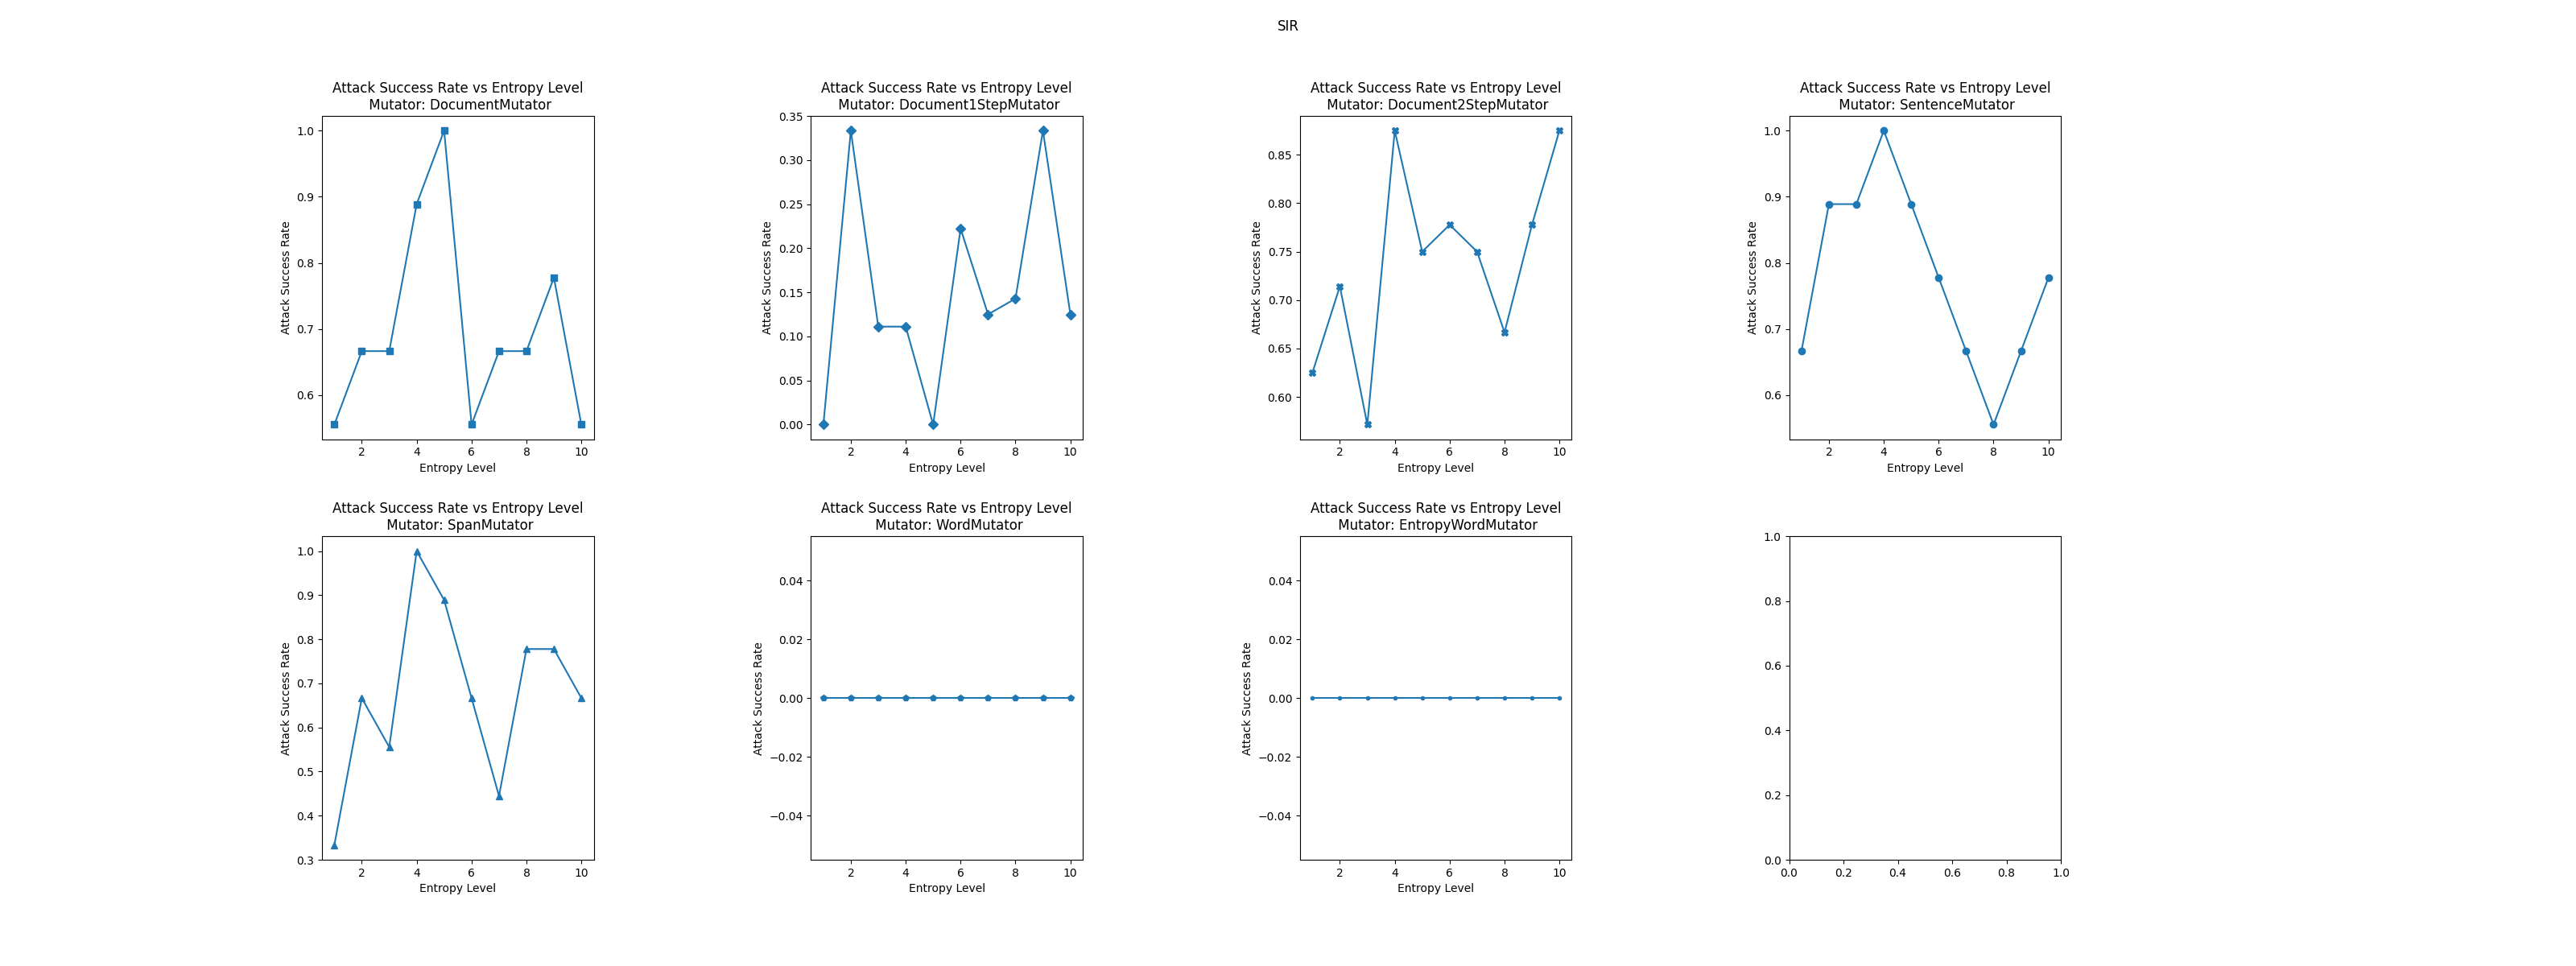 SIR
Attack Success Rate vs Entropy Level
Mutator: DocumentMutator
1.0
0.9
0.8
0.7
0.6
Attack Success Rate
2 4 6 8 10
Entropy Level
Attack Success Rate vs Entropy Level
Mutator: Document1StepMutator
0.35
0.30
0.25
0.20
0.15
0.10
0.05
0.00
Attack Success Rate
2 4 6 8 10
Entropy Level
Attack Success Rate vs Entropy Level
Mutator: Document2StepMutator
0.85
0.80
0.75
0.70
0.65
0.60
Attack Success Rate
2 4 6 8 10
Entropy Level
Attack Success Rate vs Entropy Level
Mutator: SentenceMutator
1.0
0.9
0.8
0.7
0.6
Attack Success Rate
2 4 6 8 10
Entropy Level
Attack Success Rate vs Entropy Level
Mutator: SpanMutator
1.0
0.9
0.8
0.7
0.6
0.5
0.4
0.3
Attack Success Rate
2 4 6 8 10
Entropy Level
Attack Success Rate vs Entropy Level
Mutator: WordMutator
0.04
0.02
0.00
−0.02
−0.04
Attack Success Rate
2 4 6 8 10
Entropy Level
Attack Success Rate vs Entropy Level
Mutator: EntropyWordMutator
0.04
0.02
0.00
−0.02
−0.04
Attack Success Rate
2 4 6 8 10
Entropy Level
1.0
0.8
0.6
0.4
0.2
0.0
0.0 0.2 0.4 0.6 0.8 1.0